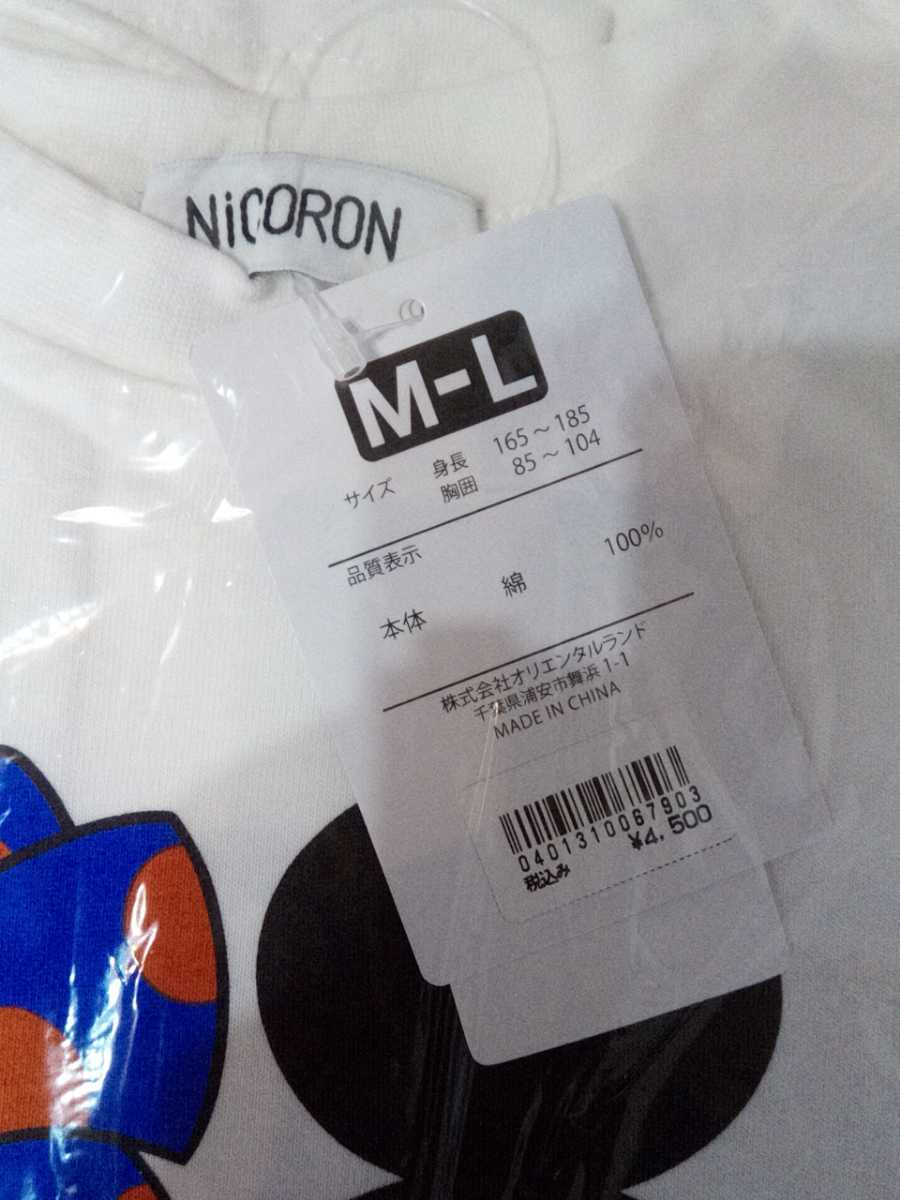 NiCORON
M-L
サイズ 身長 165～185
胸囲 85～104
品質表示
本体 綿 100%
株式会社オリエンタルランド
千葉県浦安市舞浜1-1
MADE IN CHINA
0401310067903
税込み ¥4,500